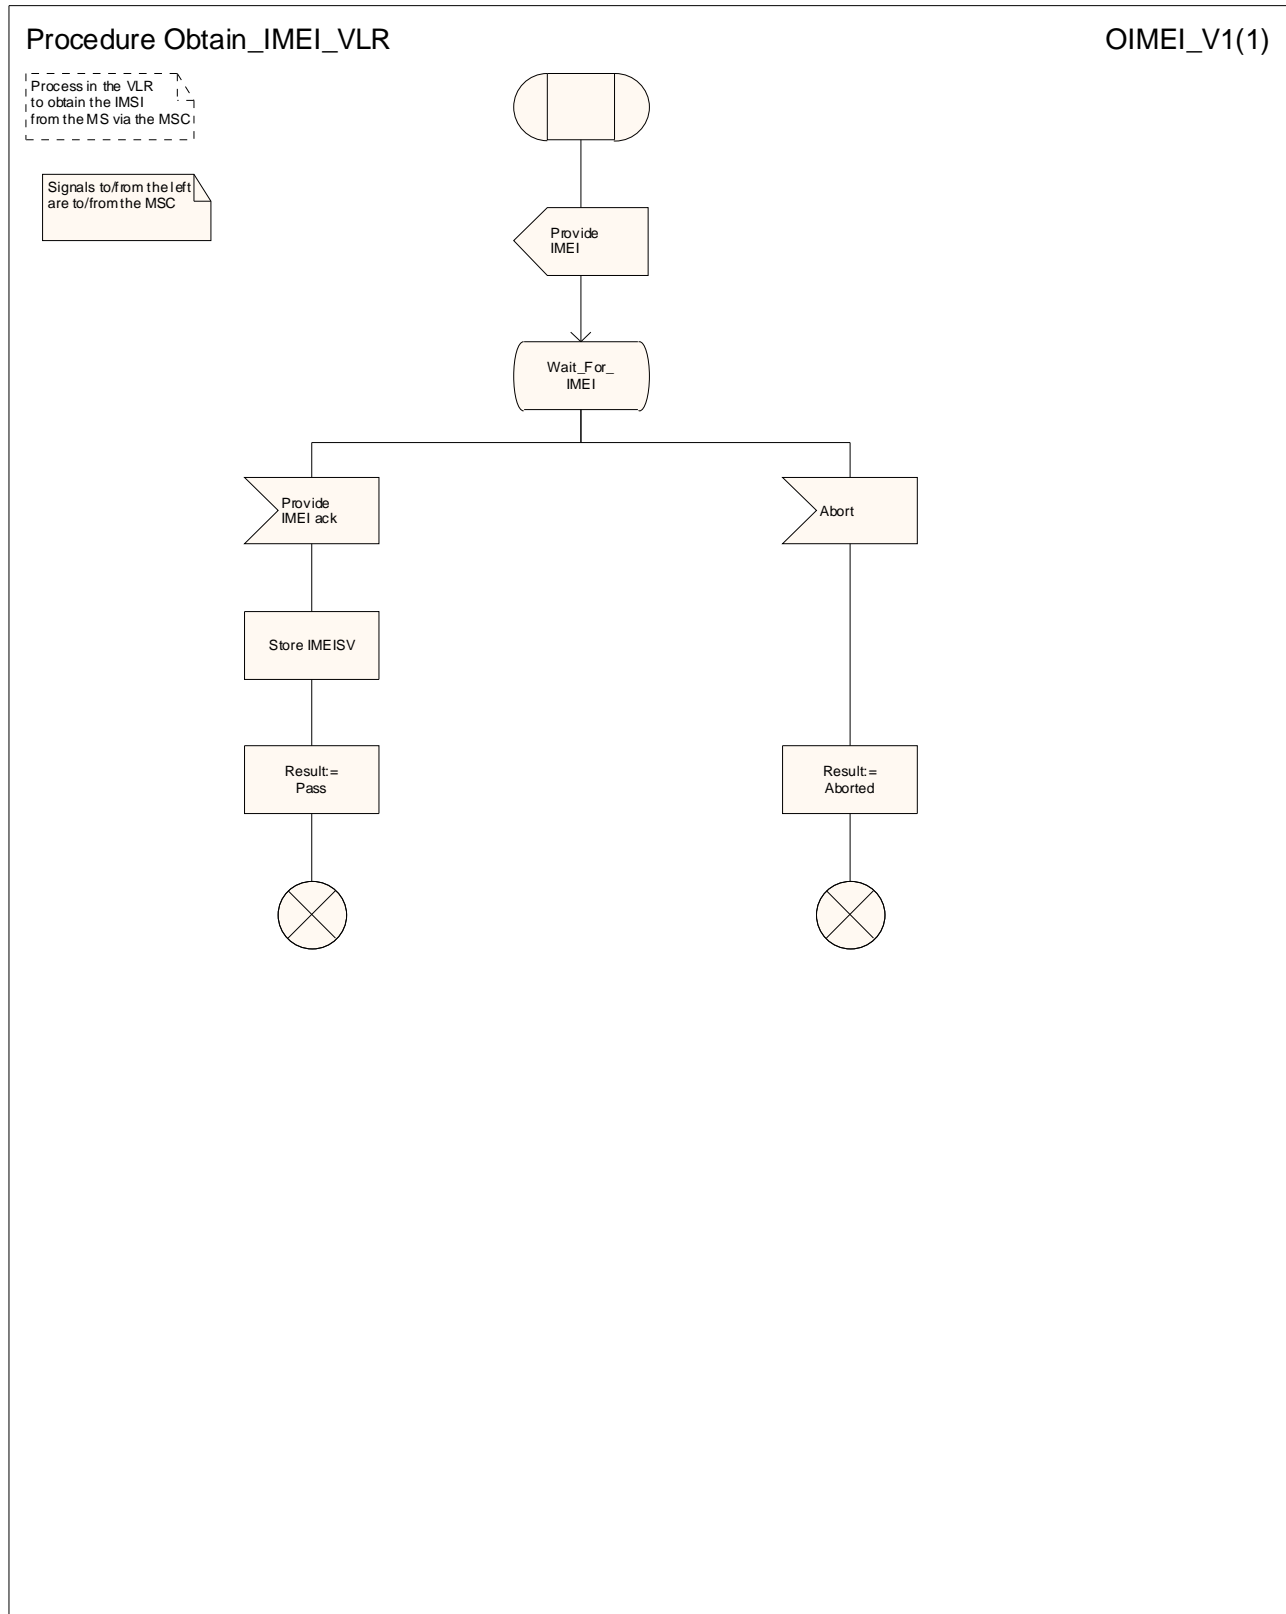 Procedure Obtain_IMEI_VLR
OIMEI_V1(1)
Process in the VLR
to obtain the IMSI
from the MS via the MSC
Signals to/from the left
are to/from the MSC
Provide
IMEI
Wait_For_
IMEI
Provide
IMEI ack
Abort
Store IMEISV
Result:=
Pass
Result:=
Aborted